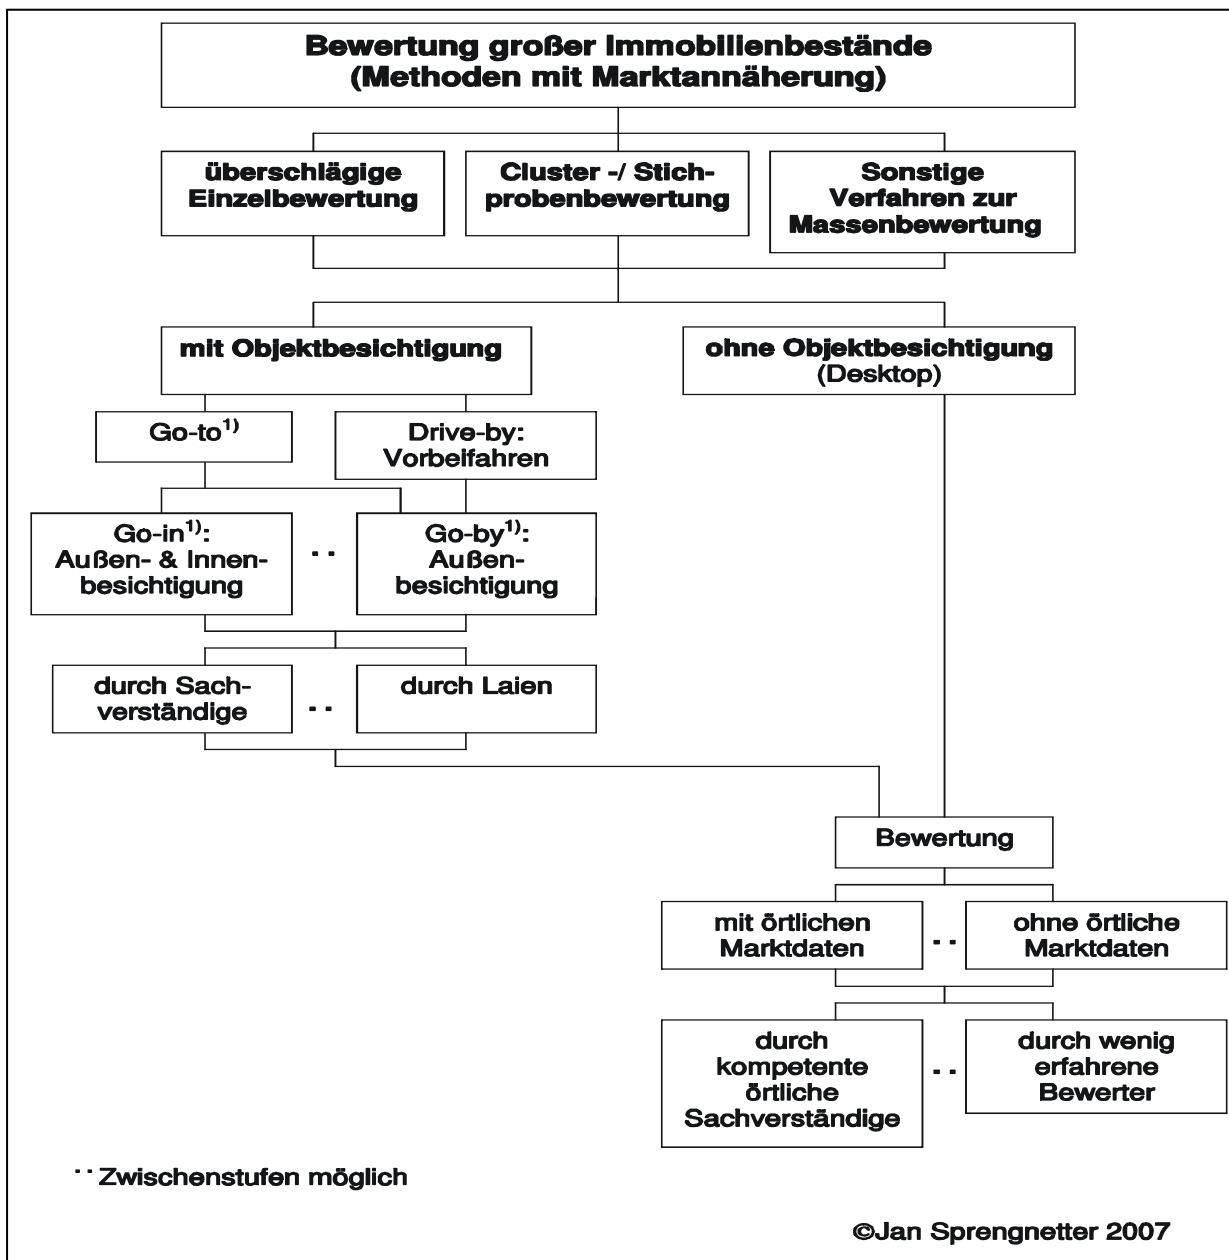 Bewertung großer Immobilienbestände
(Methoden mit Marktannäherung)
überschlägige
Einzelbewertung
Cluster -/ Stich-
probenbewertung
Sonstige
Verfahren zur
Massenbewertung
mit Objektbesichtigung
ohne Objektbesichtigung
(Desktop)
Go-to¹⁾
Drive-by:
Vorbeifahren
Go-in¹⁾:
Außen- & Innen-
besichtigung
. .
Go-by¹⁾:
Außen-
besichtigung
durch Sach-
verständige
. .
durch Laien
Bewertung
mit örtlichen
Marktdaten
. .
ohne örtliche
Marktdaten
durch
kompetente
örtliche
Sachverständige
. .
durch wenig
erfahrene
Bewerter
. . Zwischenstufen möglich
©Jan Sprengnetter 2007